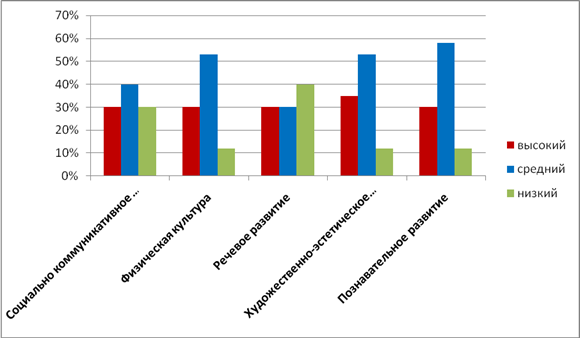 70%
60%
50%
40%
30%
20%
10%
0%
Социально коммуникативное...
Физическая культура
Речевое развитие
Художественно-эстетическое...
Познавательное развитие
высокий
средний
низкий